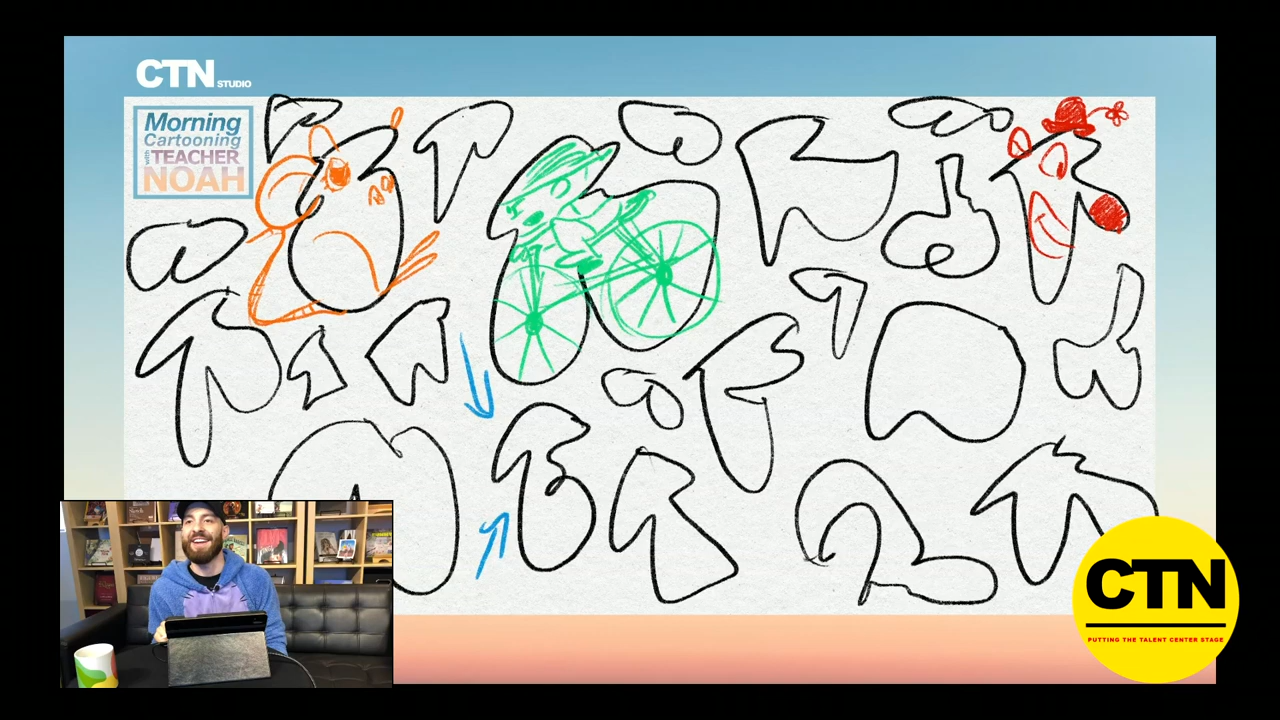 CTN STUDIO
Morning
Cartooning
with TEACHER
NOAH
CTN
PUTTING THE TALENT CENTER STAGE